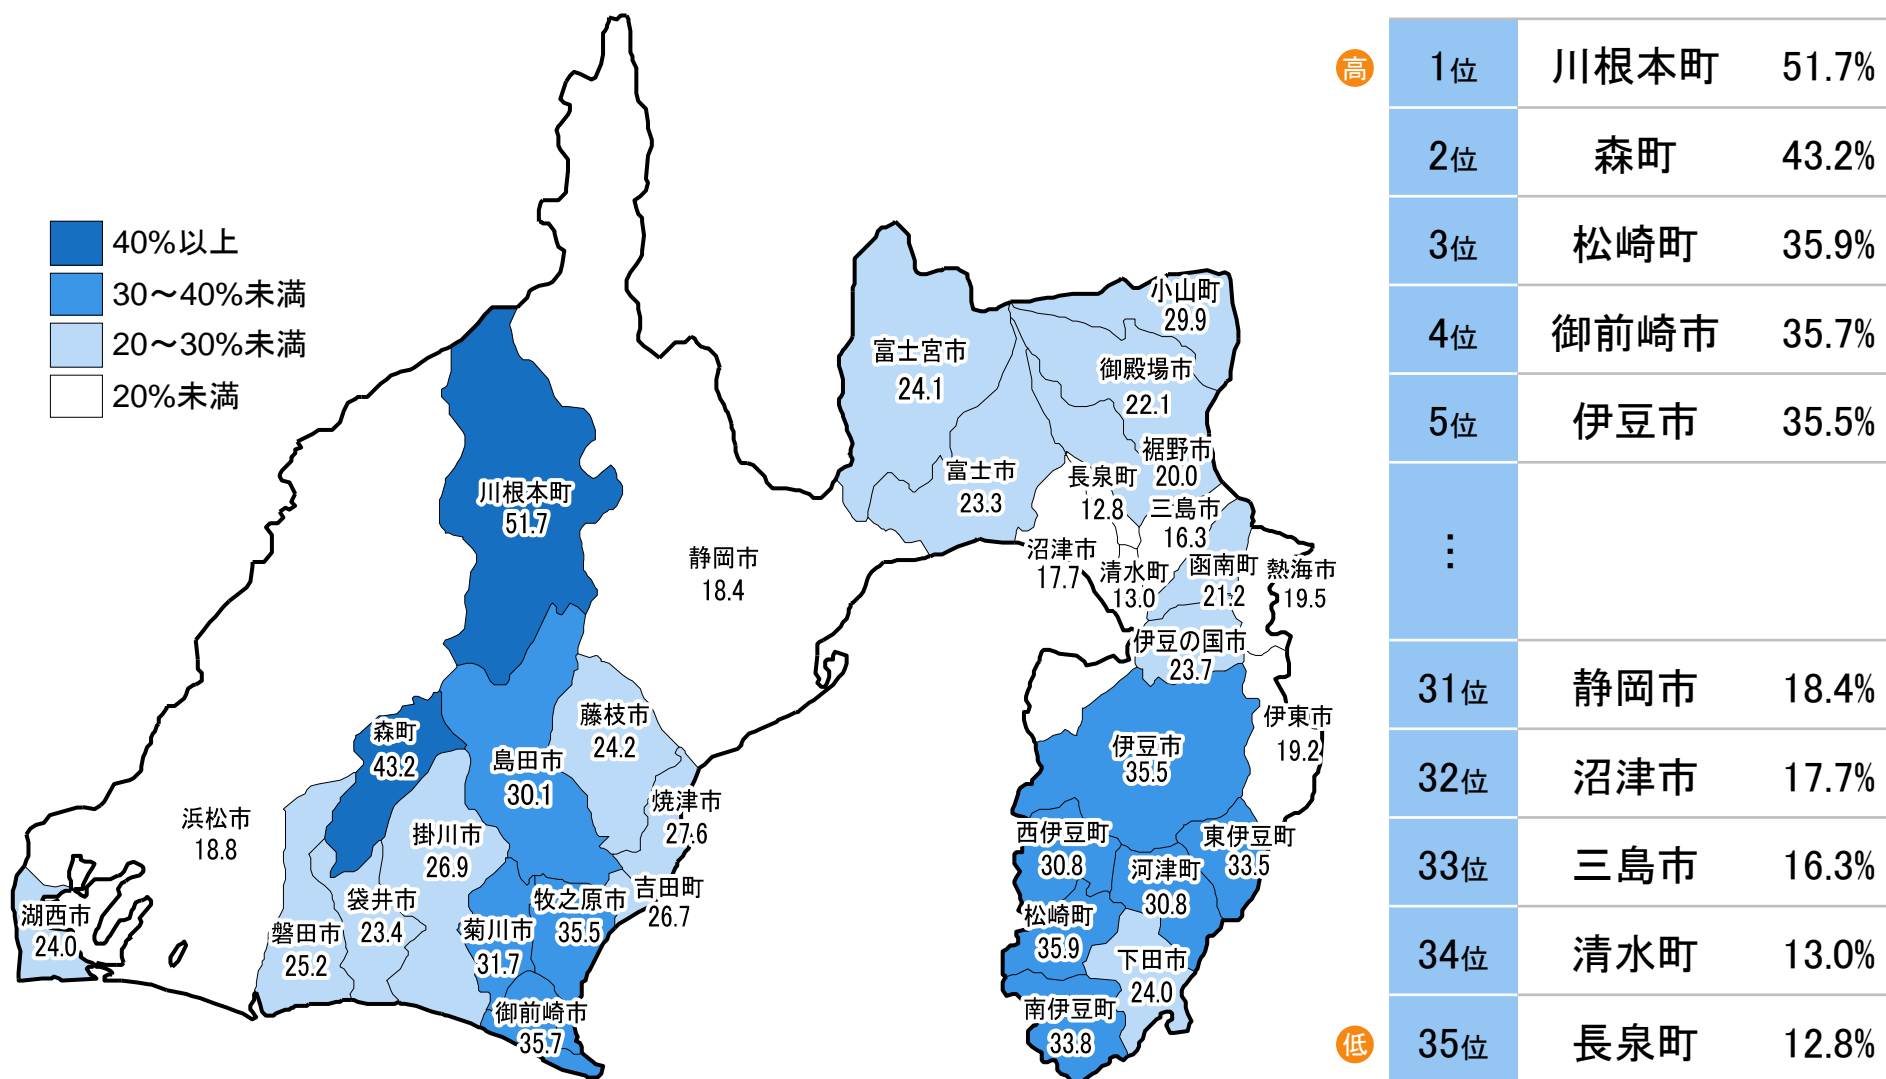 40%以上
30～40%未満
20～30%未満
20%未満
小山町
29.9
富士宮市
24.1
御殿場市
22.1
裾野市
20.0
富士市
23.3
長泉町
12.8
三島市
16.3
川根本町
51.7
静岡市
18.4
沼津市
17.7
清水町
13.0
函南町
21.2
熱海市
19.5
伊豆の国市
23.7
藤枝市
24.2
森町
43.2
島田市
30.1
伊豆市
35.5
伊東市
19.2
焼津市
27.6
浜松市
18.8
掛川市
26.9
西伊豆町
30.8
東伊豆町
33.5
河津町
30.8
湖西市
24.0
磐田市
25.2
袋井市
23.4
菊川市
31.7
牧之原市
35.5
吉田町
26.7
松崎町
35.9
下田市
24.0
御前崎市
35.7
南伊豆町
33.8
高
1位 川根本町 51.7%
2位 森町 43.2%
3位 松崎町 35.9%
4位 御前崎市 35.7%
5位 伊豆市 35.5%
⋮
31位 静岡市 18.4%
32位 沼津市 17.7%
33位 三島市 16.3%
34位 清水町 13.0%
低
35位 長泉町 12.8%